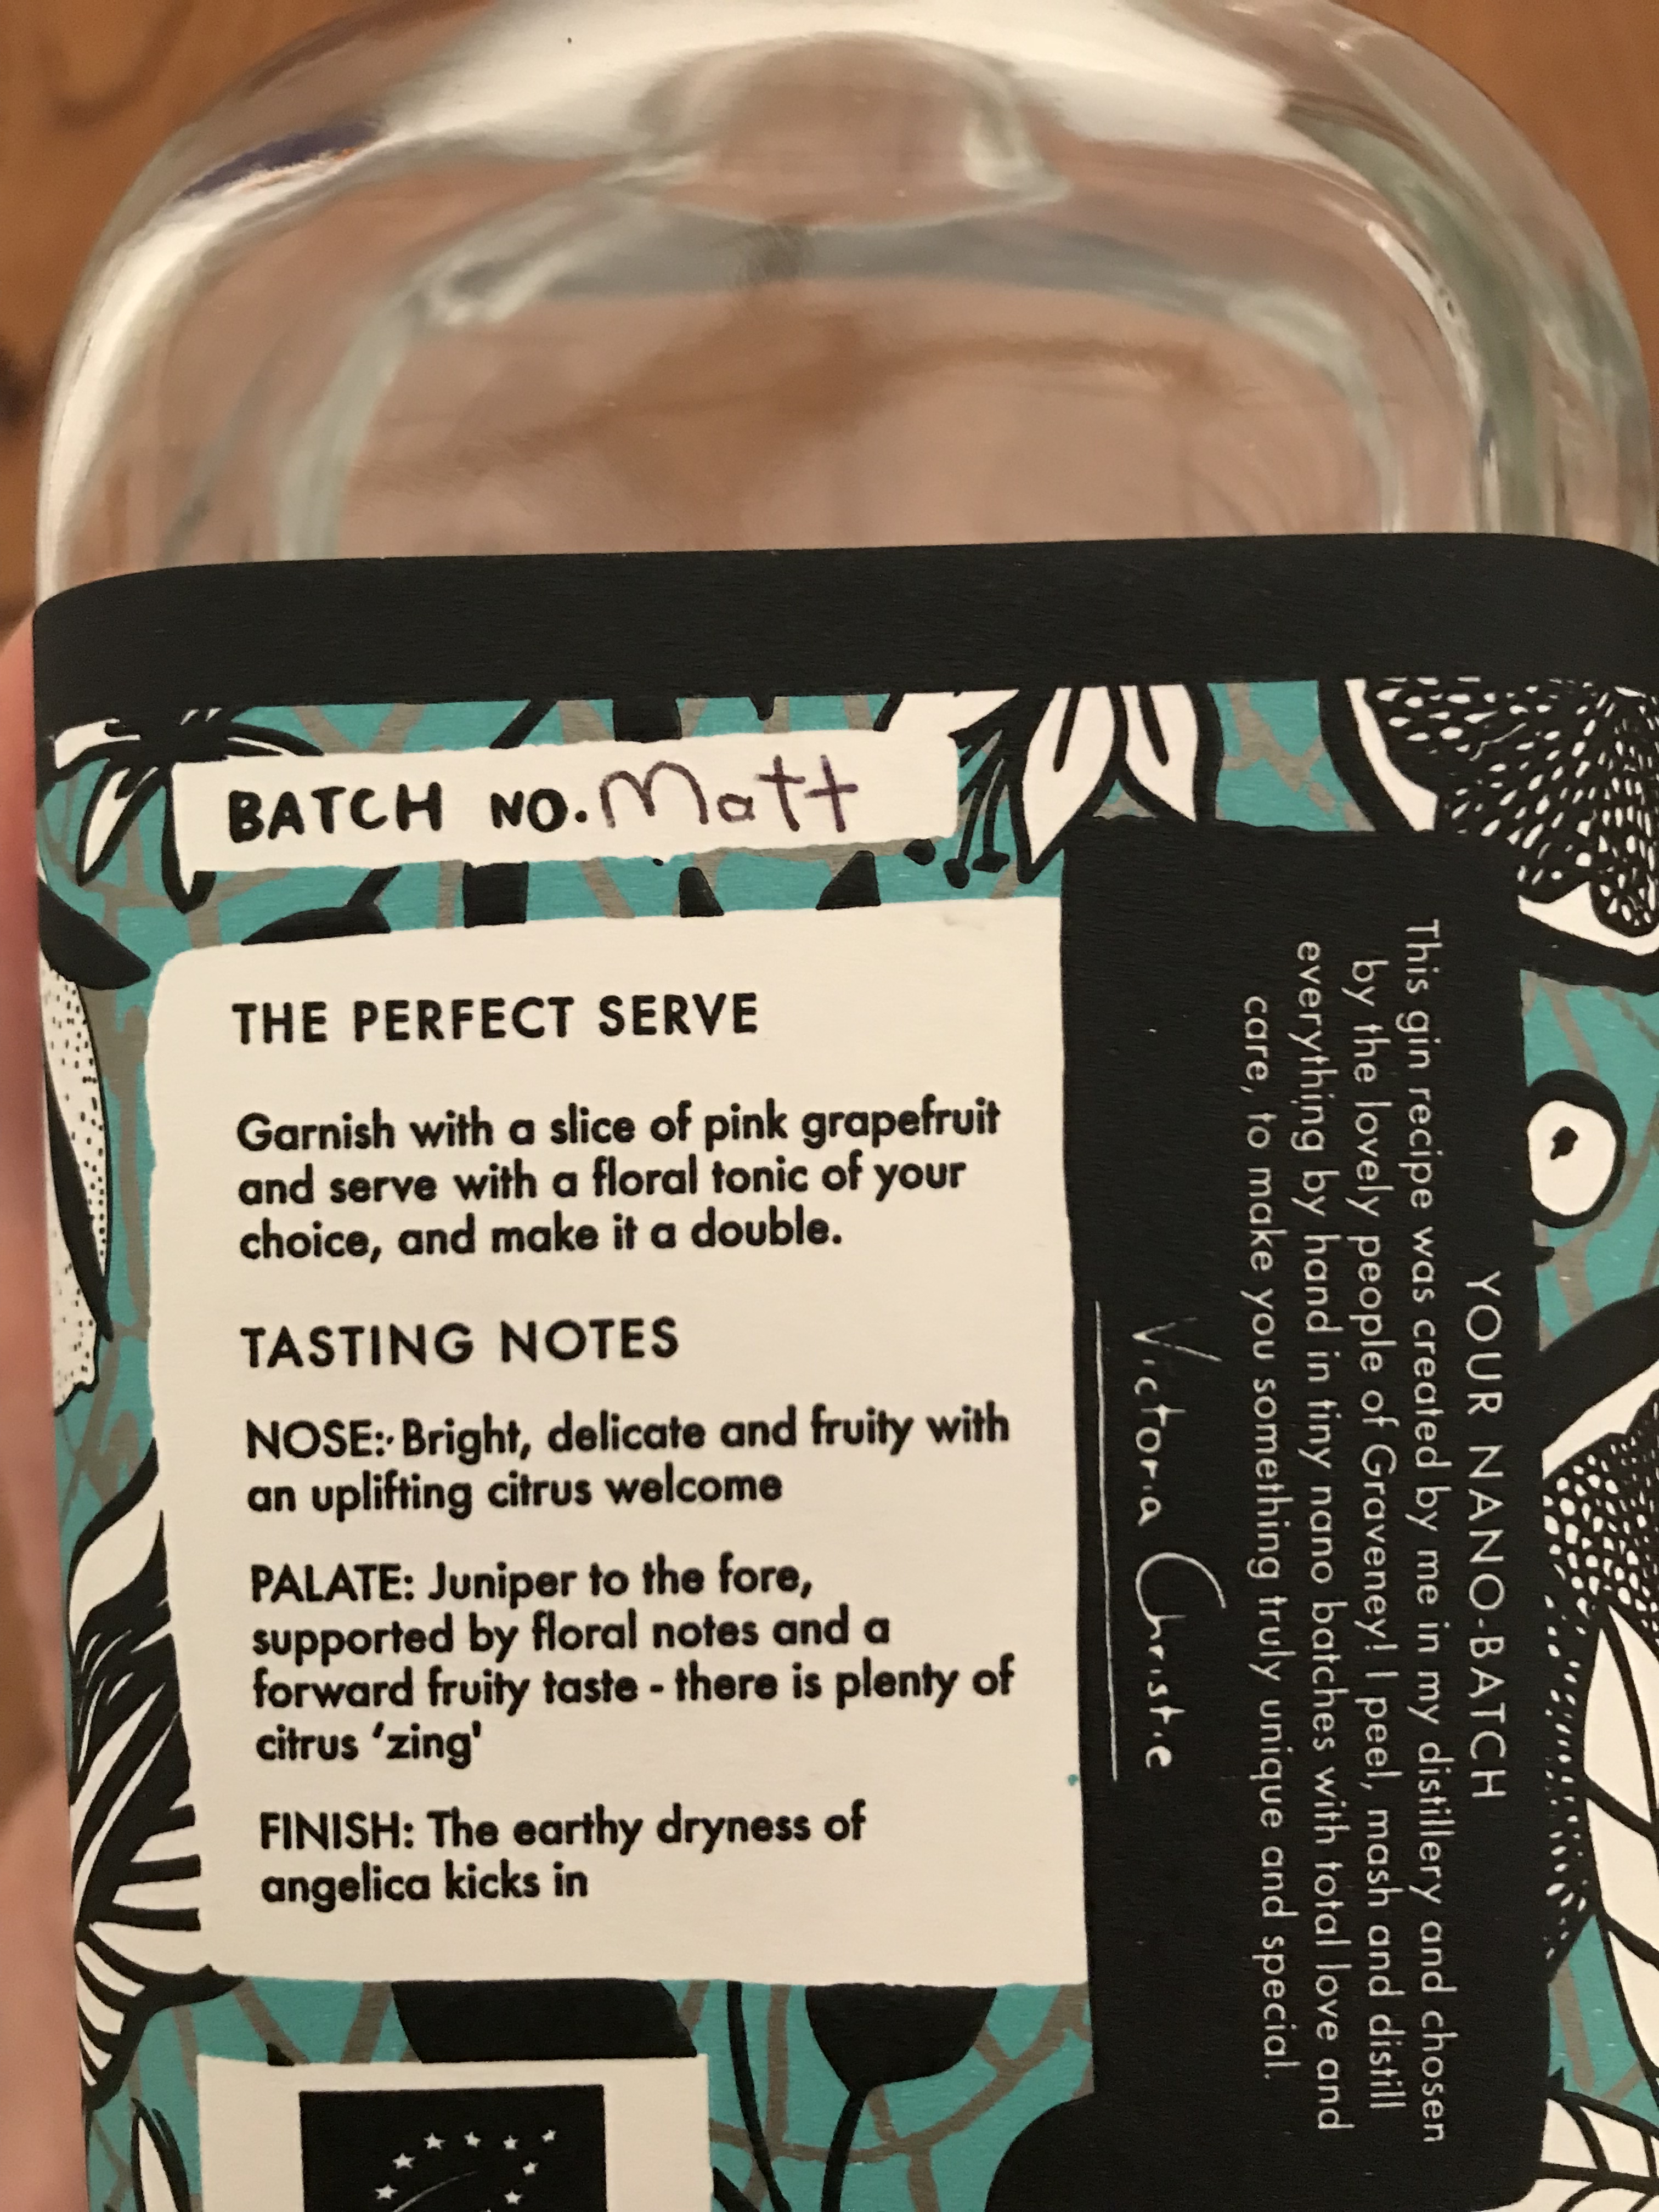 BATCH NO. Matt
THE PERFECT SERVE
Garnish with a slice of pink grapefruit
and serve with a floral tonic of your
choice, and make it a double.
TASTING NOTES
NOSE: Bright, delicate and fruity with
an uplifting citrus welcome
PALATE: Juniper to the fore,
supported by floral notes and a
forward fruity taste - there is plenty of
citrus ‘zing'
FINISH: The earthy dryness of
angelica kicks in
YOUR NANO-BATCH
This gin recipe was created by me in my distillery and chosen
by the lovely people of Graveney! I peel, mash and distill
everything by hand in tiny nano batches with total love and
care, to make you something truly unique and special.
Victoria Christie